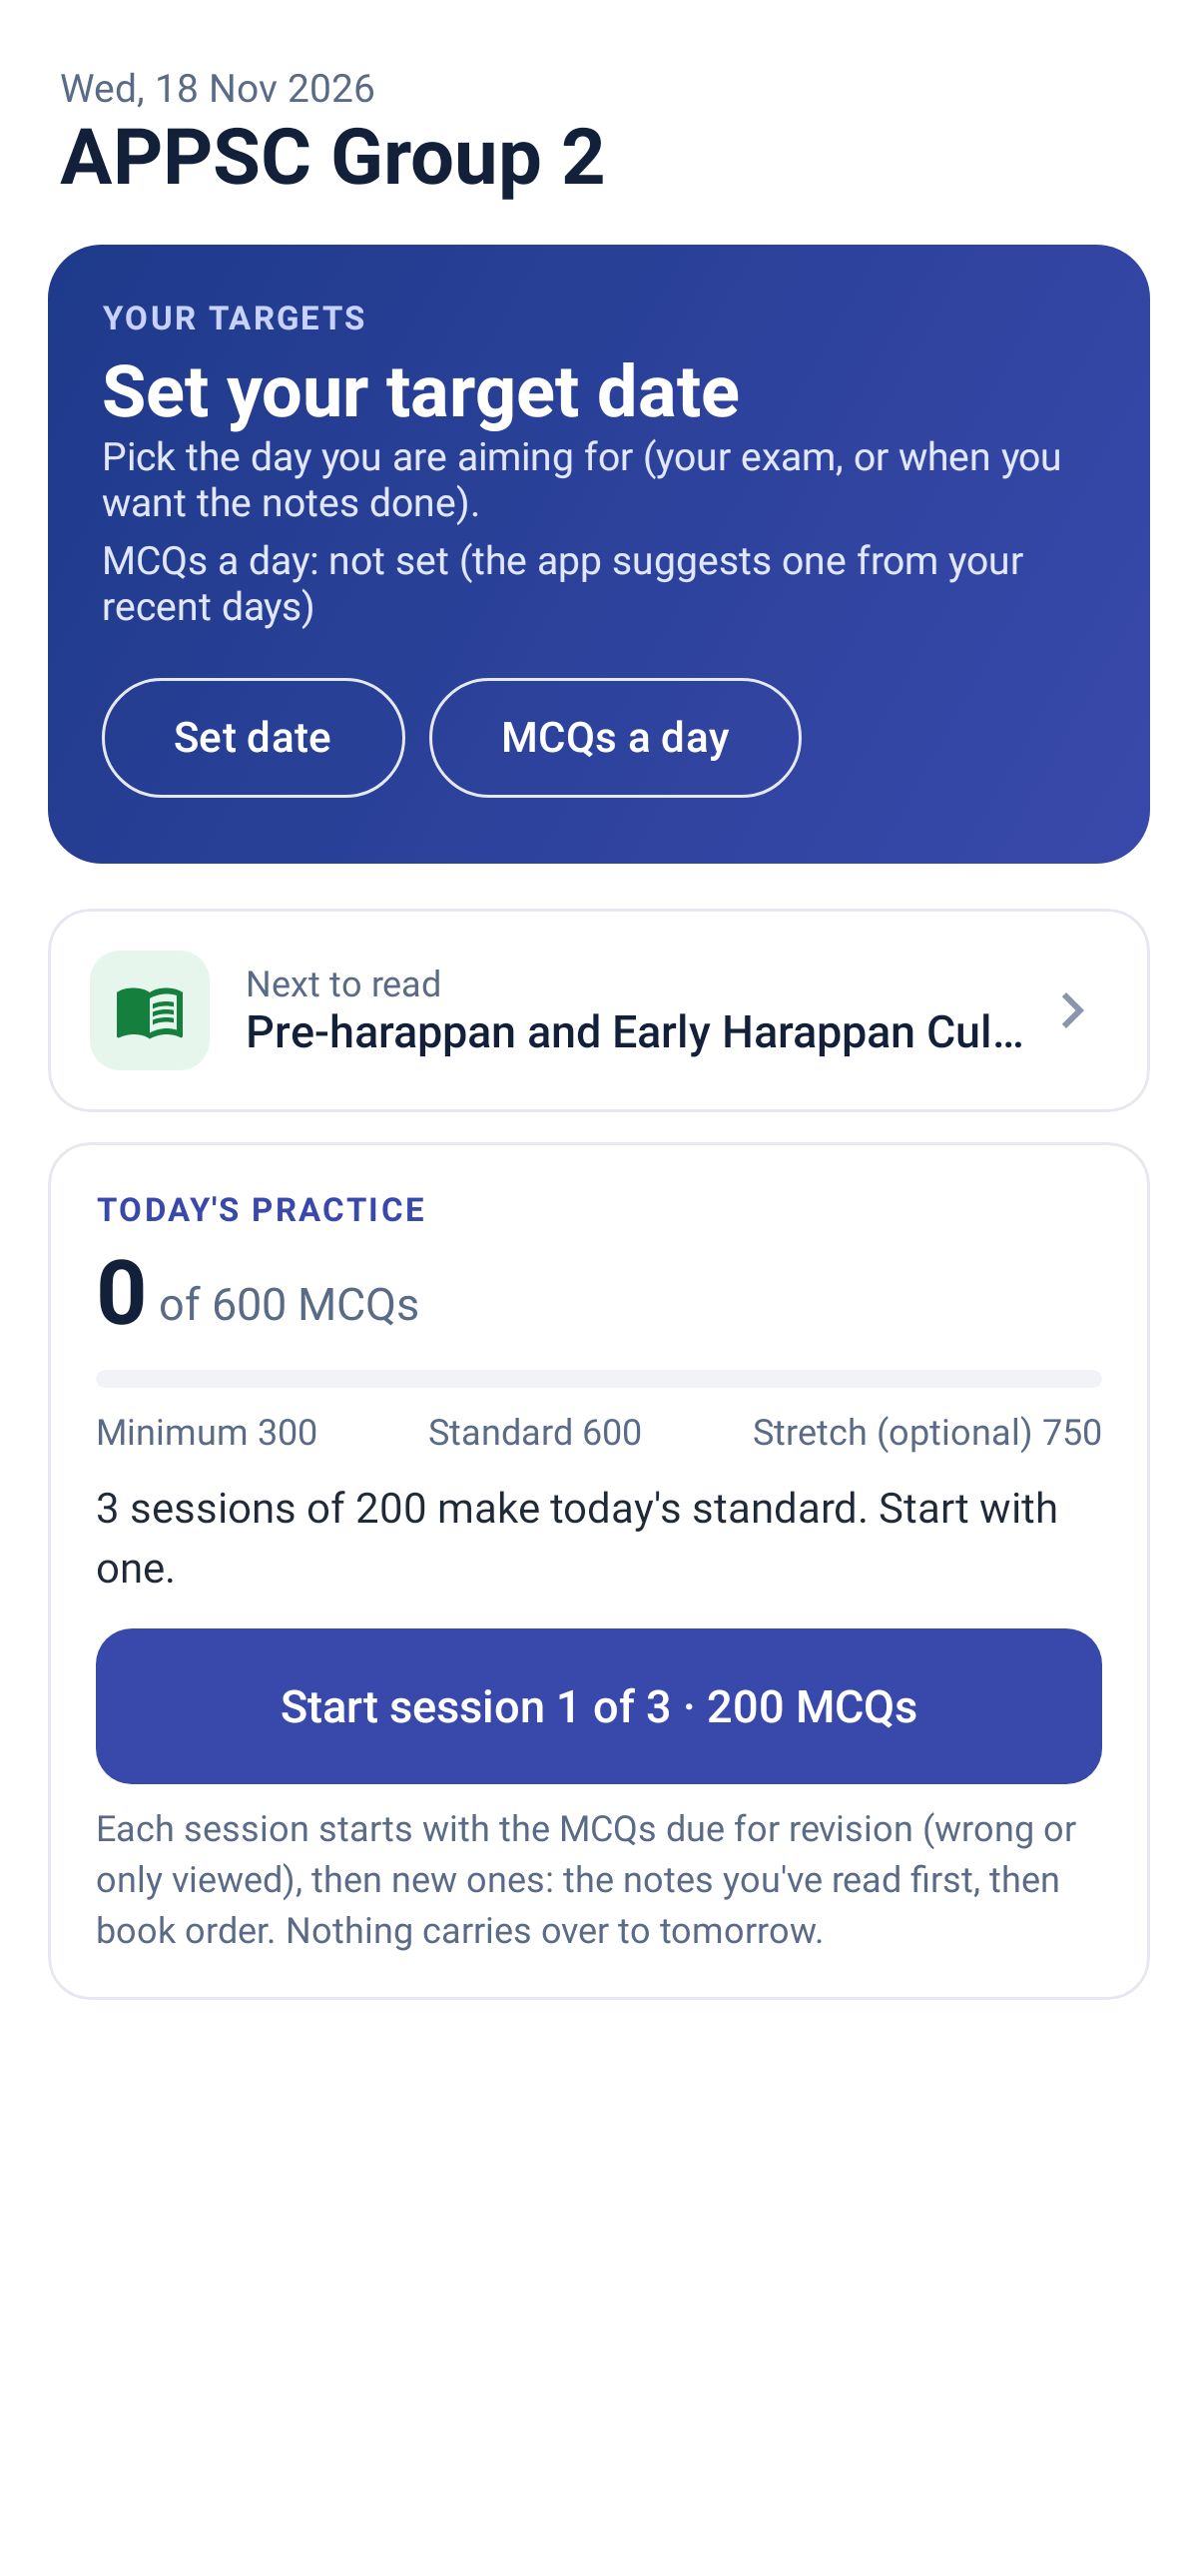 Wed, 18 Nov 2026
APPSC Group 2
YOUR TARGETS
Set your target date
Pick the day you are aiming for (your exam, or when you
want the notes done).
MCQs a day: not set (the app suggests one from your
recent days)
Set date
MCQs a day
Next to read
Pre-harappan and Early Harappan Cul...
TODAY'S PRACTICE
0 of 600 MCQs
Minimum 300
Standard 600
Stretch (optional) 750
3 sessions of 200 make today's standard. Start with
one.
Start session 1 of 3 · 200 MCQs
Each session starts with the MCQs due for revision (wrong or
only viewed), then new ones: the notes you've read first, then
book order. Nothing carries over to tomorrow.